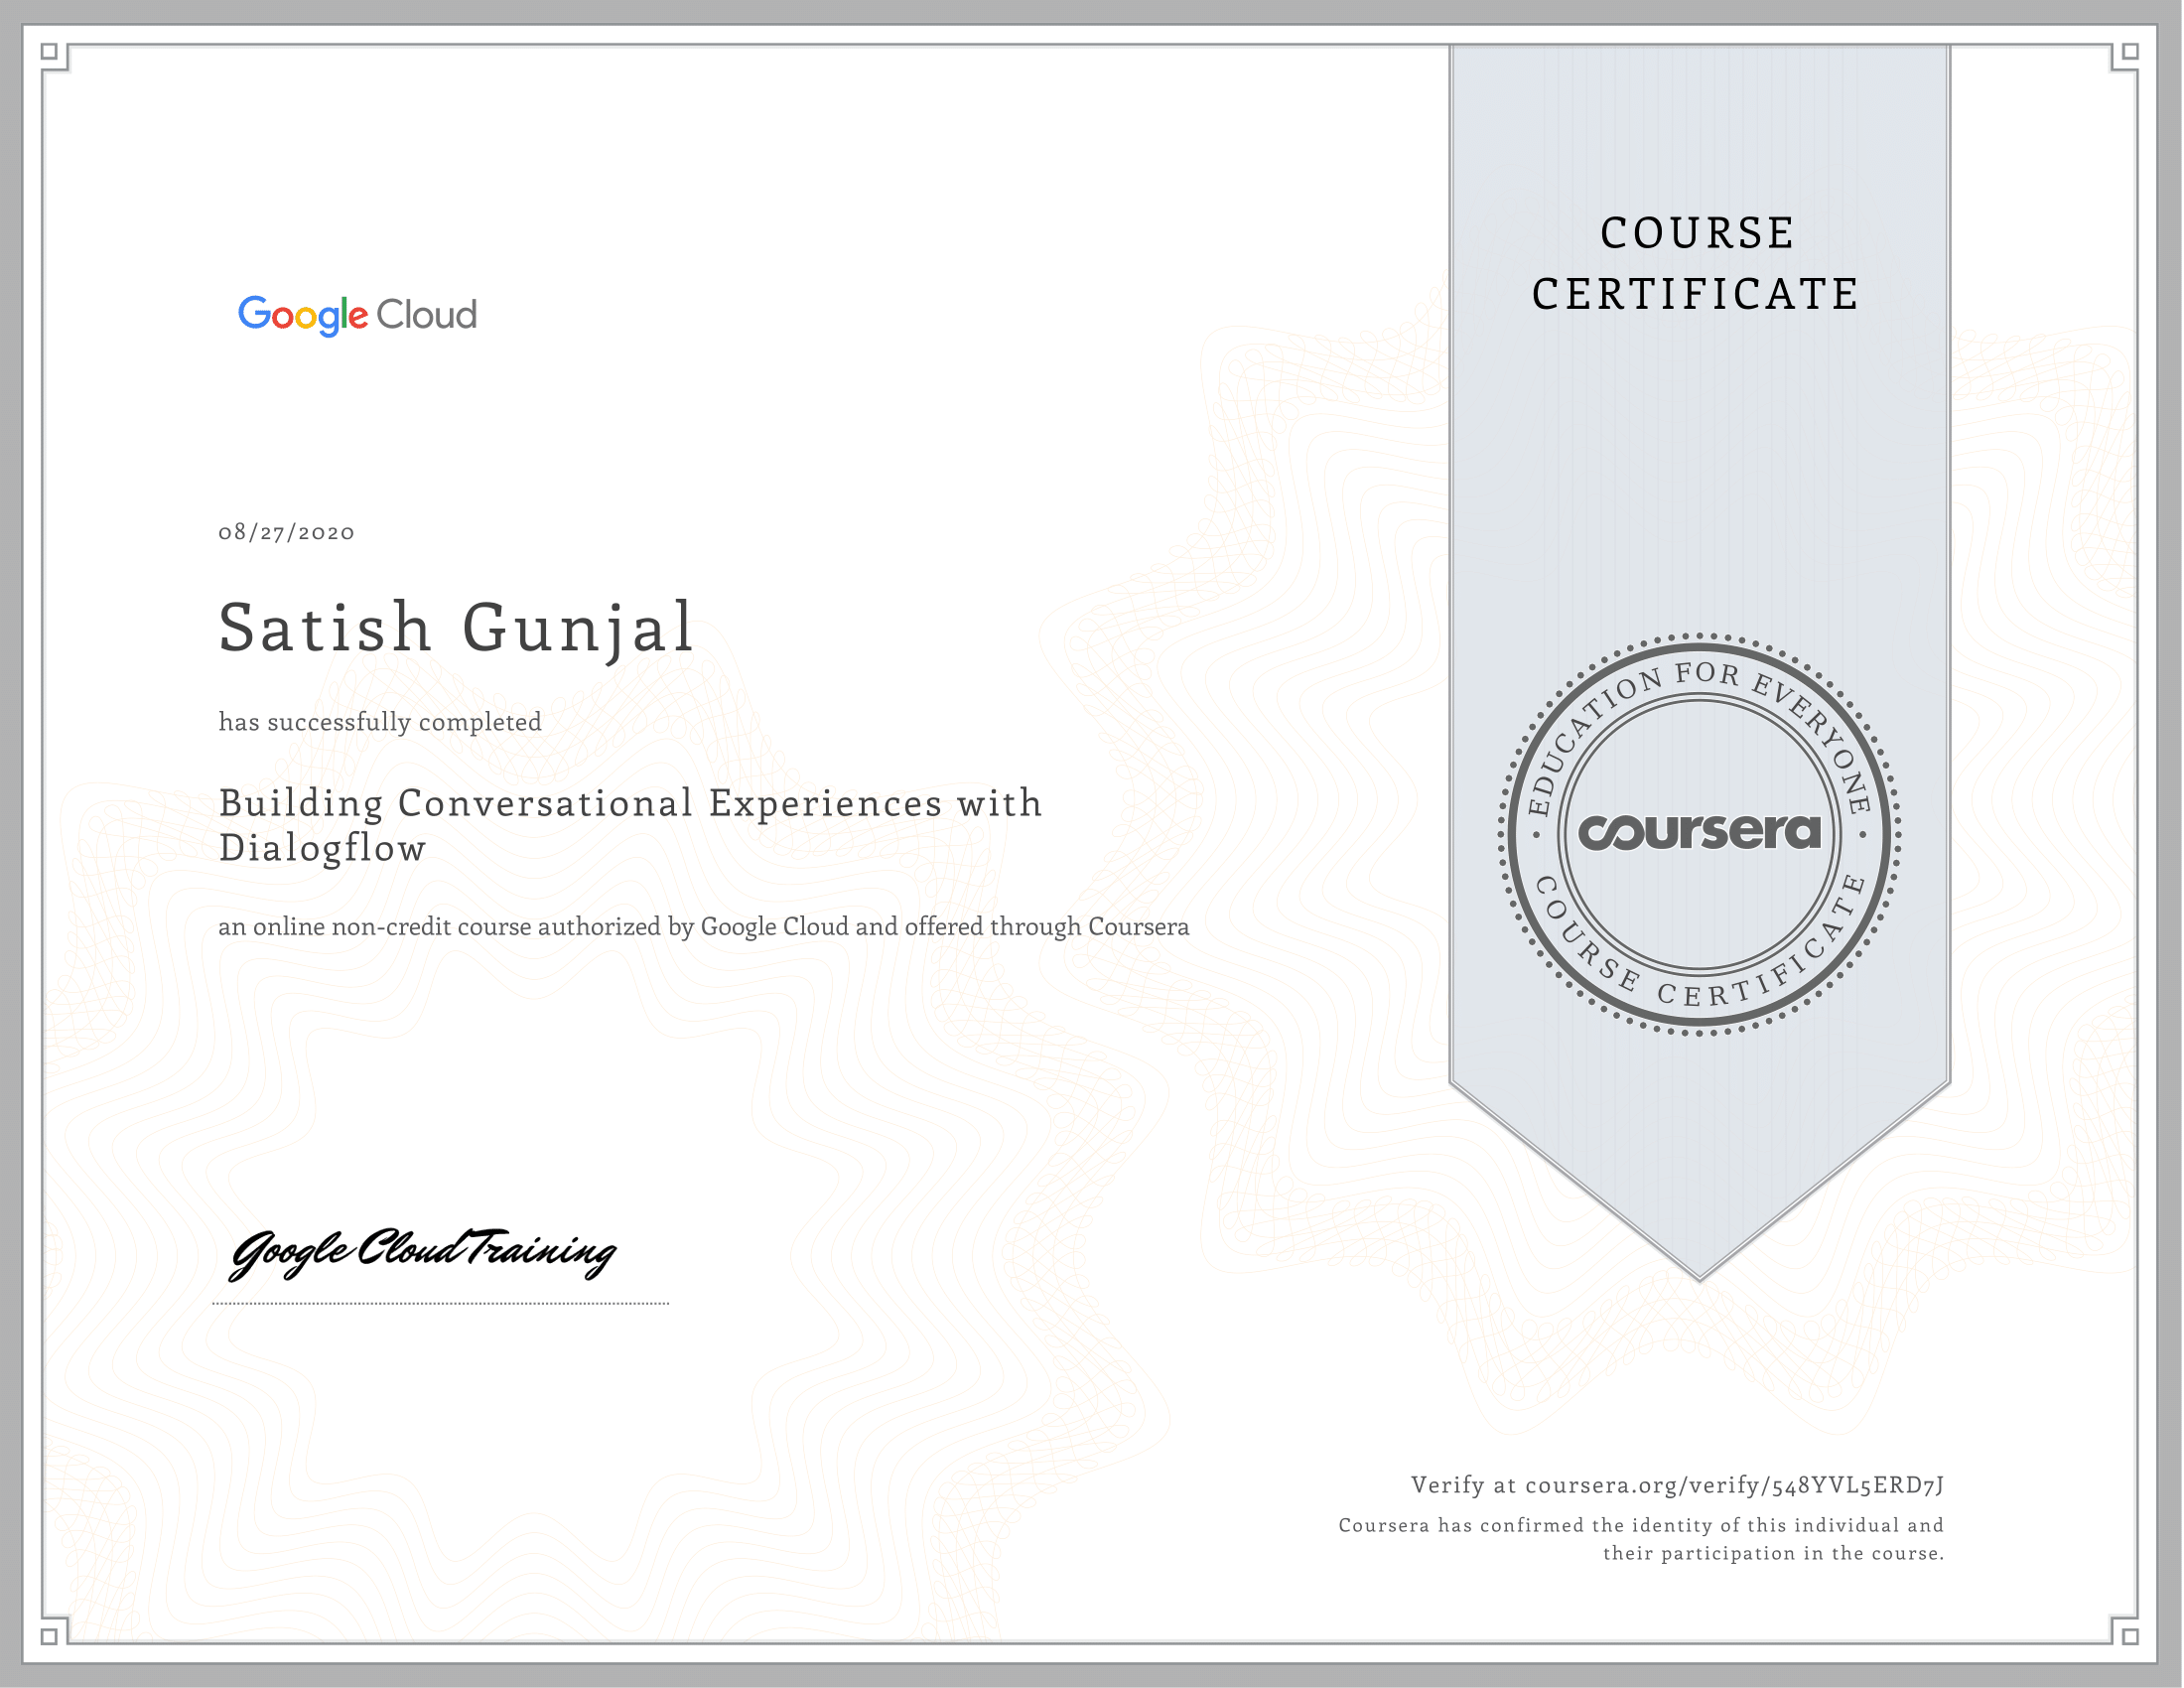 Google Cloud
08/27/2020
Satish Gunjal
has successfully completed
Building Conversational Experiences with
Dialogflow
an online non-credit course authorized by Google Cloud and offered through Coursera
Google Cloud Training
COURSE
CERTIFICATE
EDUCATION FOR EVERYONE
coursera
COURSE CERTIFICATE
Verify at coursera.org/verify/548YVL5ERD7J
Coursera has confirmed the identity of this individual and
their participation in the course.